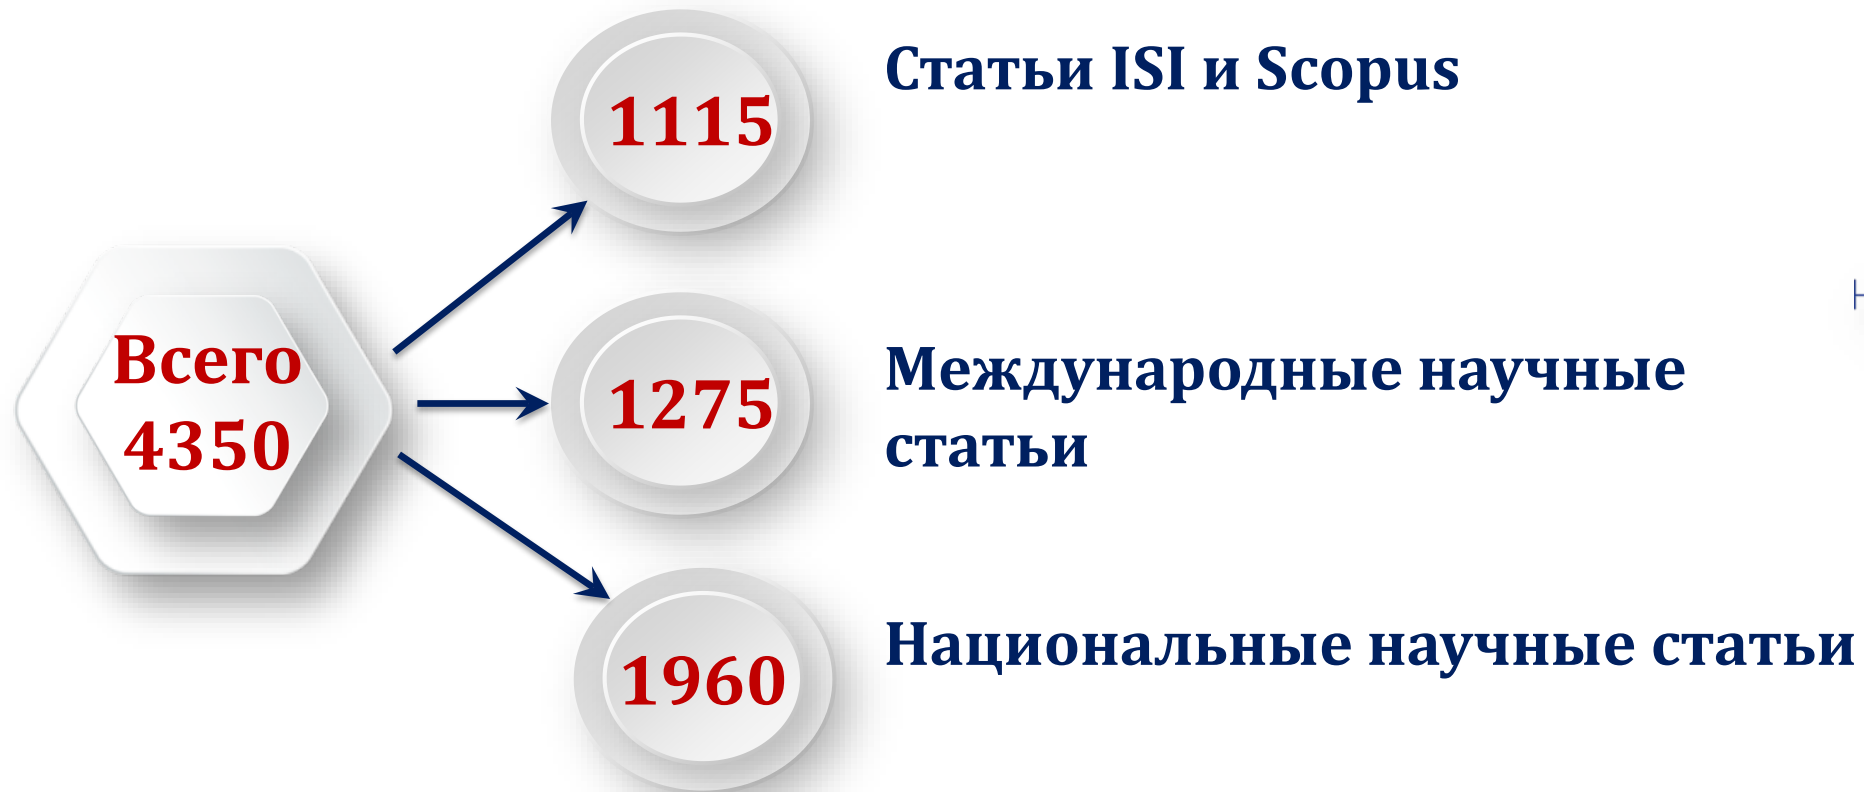 Статьи ISI и Scopus
1115
Всего
4350
Международные научные
статьи
1275
Национальные научные статьи
1960